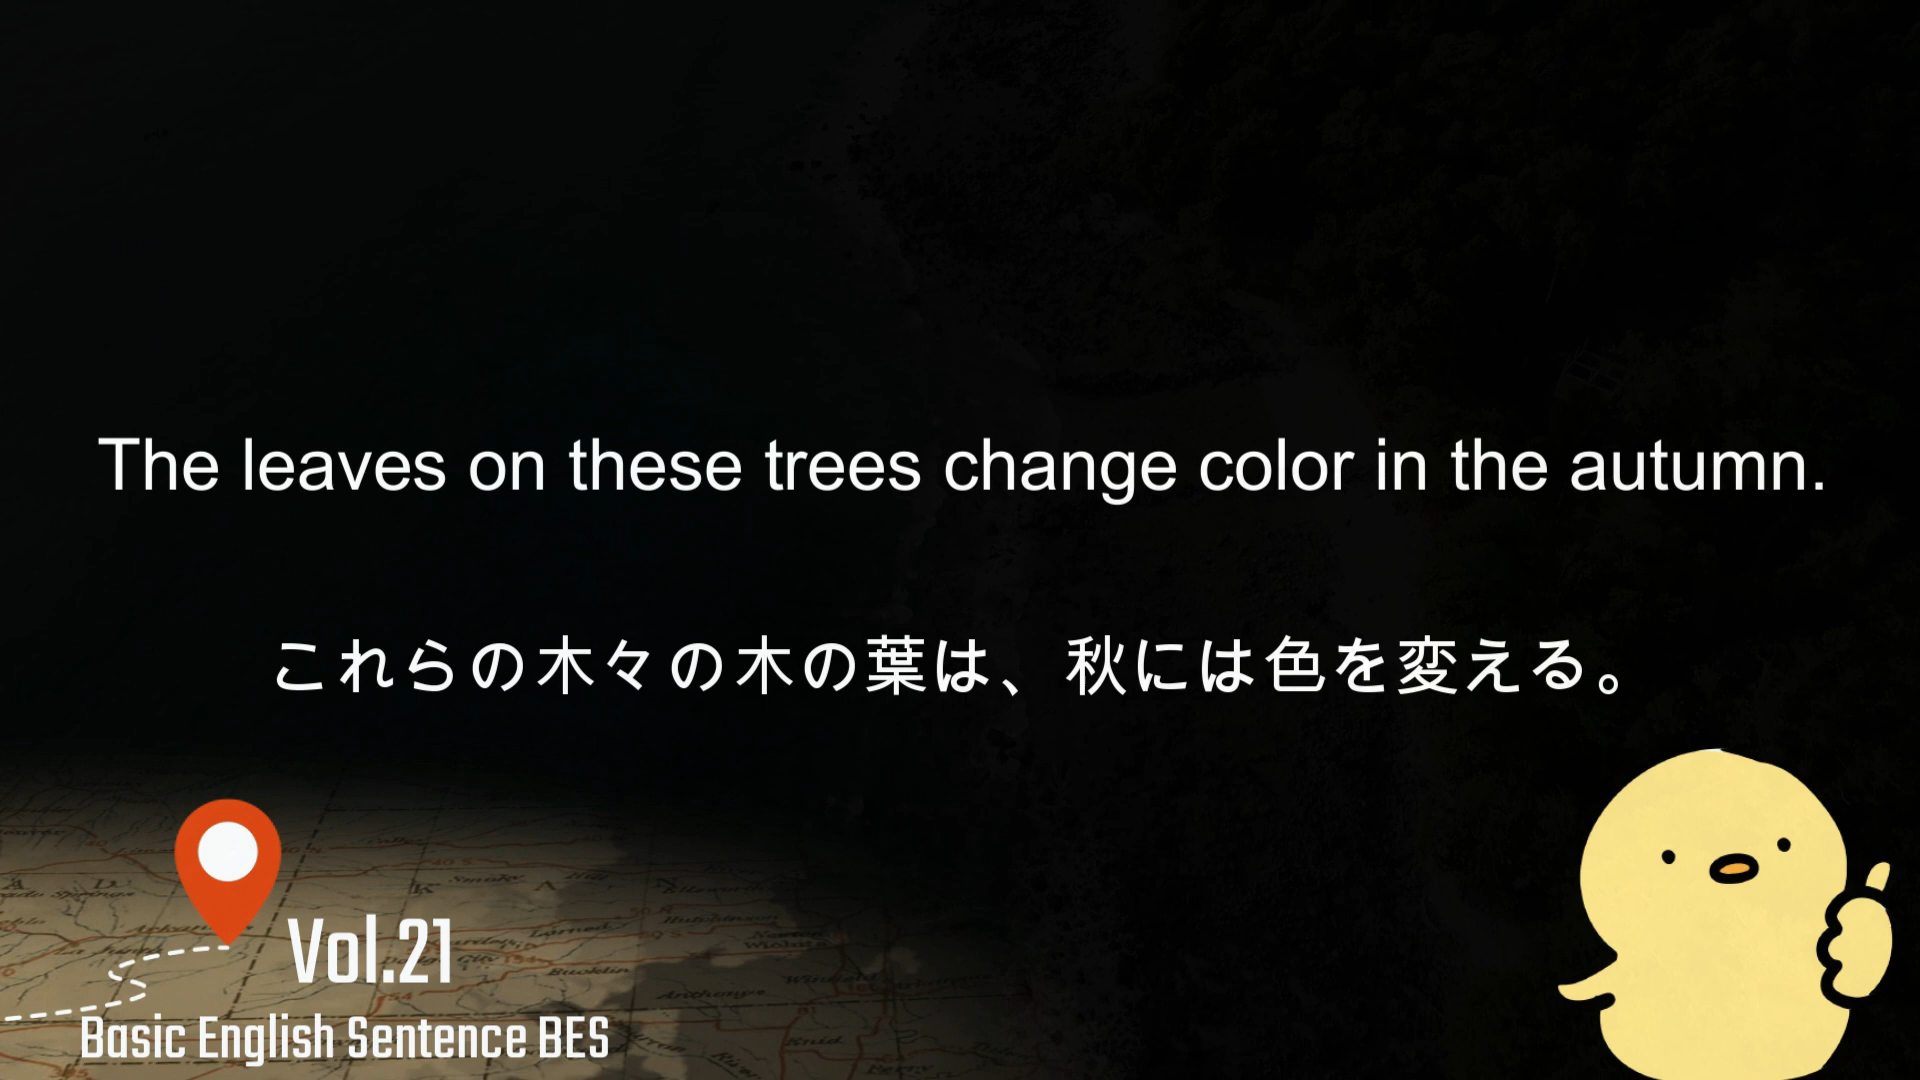 The leaves on these trees change color in the autumn.
これらの木々の木の葉は、秋には色を変える。
Vol.21
Basic English Sentence BES